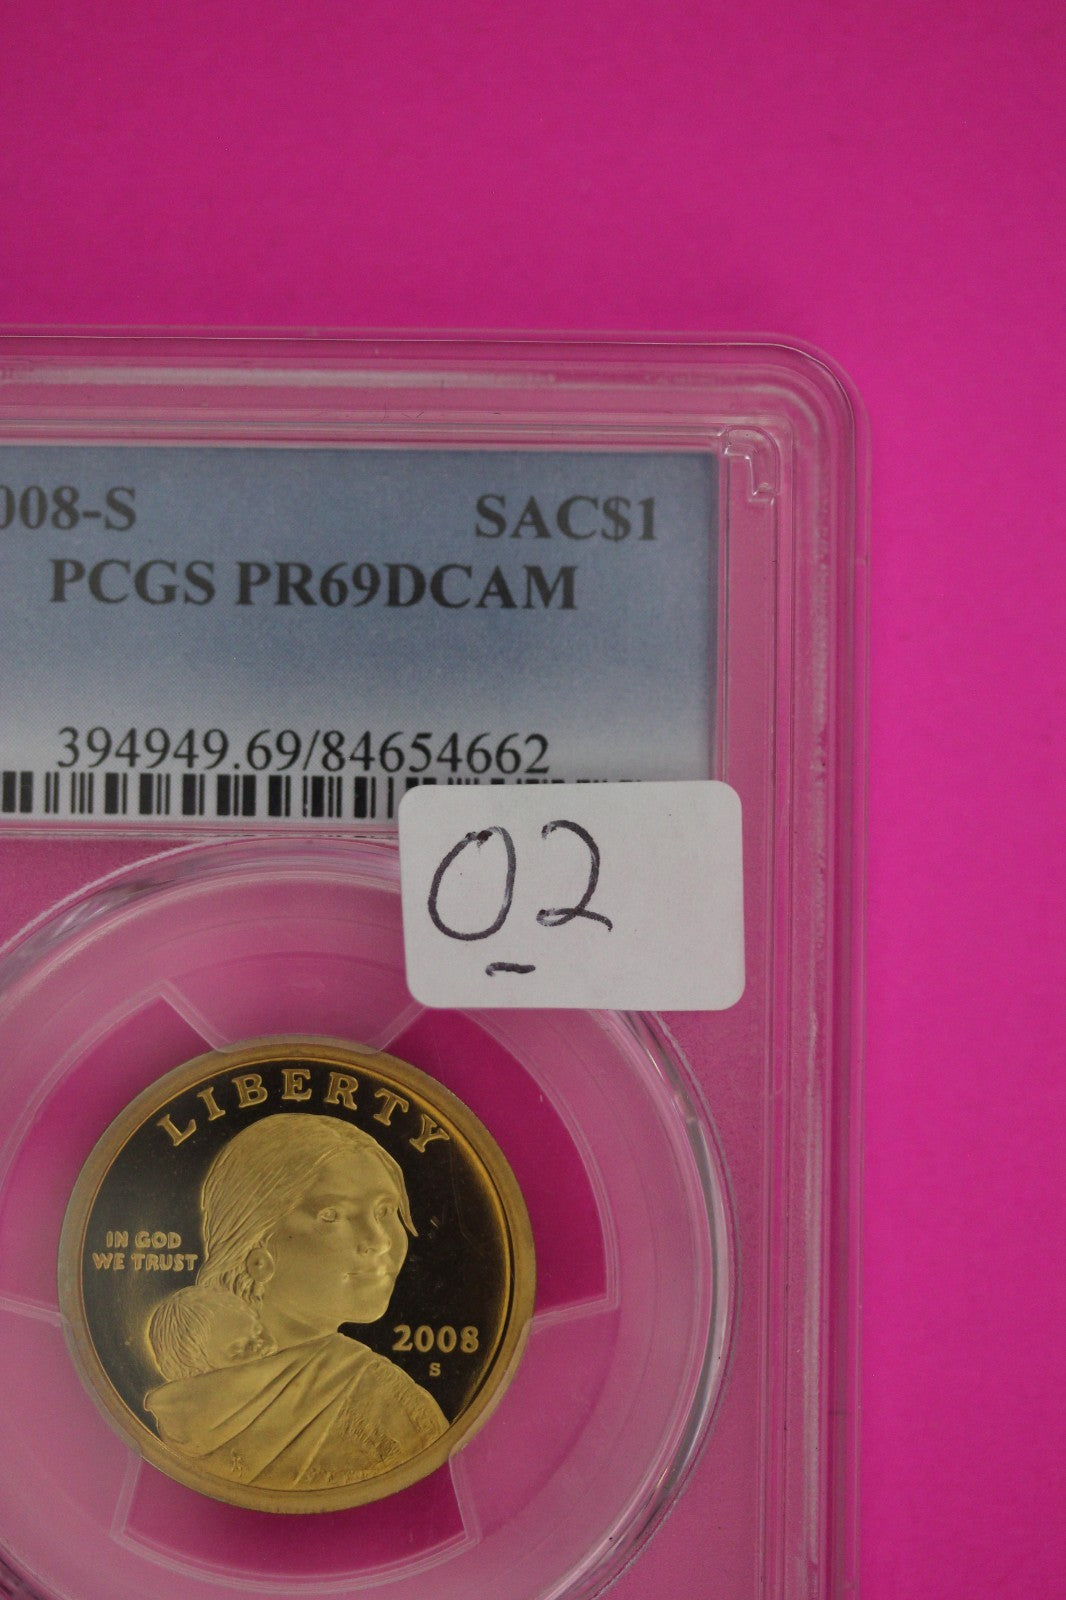 008-S SAC$1
PCGS PR69DCAM
394949.69/84654662
02
LIBERTY
IN GOD
WE TRUST
2008
S